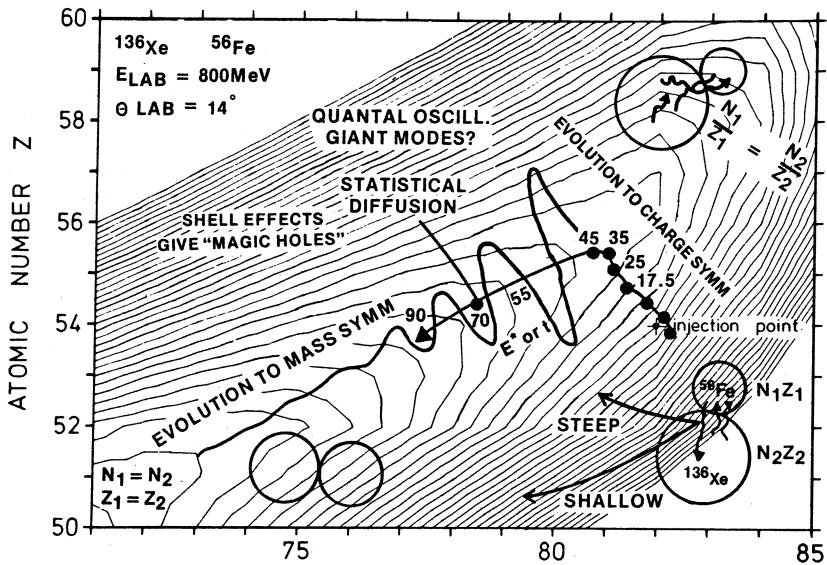 60
58
56
54
52
50
ATOMIC NUMBER Z
136Xe 56Fe
ELAB = 800MeV
Θ LAB = 14°
QUANTAL OSCILL.
GIANT MODES?
STATISTICAL
DIFFUSION
SHELL EFFECTS
GIVE "MAGIC HOLES"
EVOLUTION TO CHARGE SYMM
N1/Z1 = N2/Z2
45 35
25
17.5
injection point
55
70
90
E* or t
EVOLUTION TO MASS SYMM
N1 = N2
Z1 = Z2
STEEP
SHALLOW
56Fe
N1Z1
136Xe
N2Z2
75 80 85